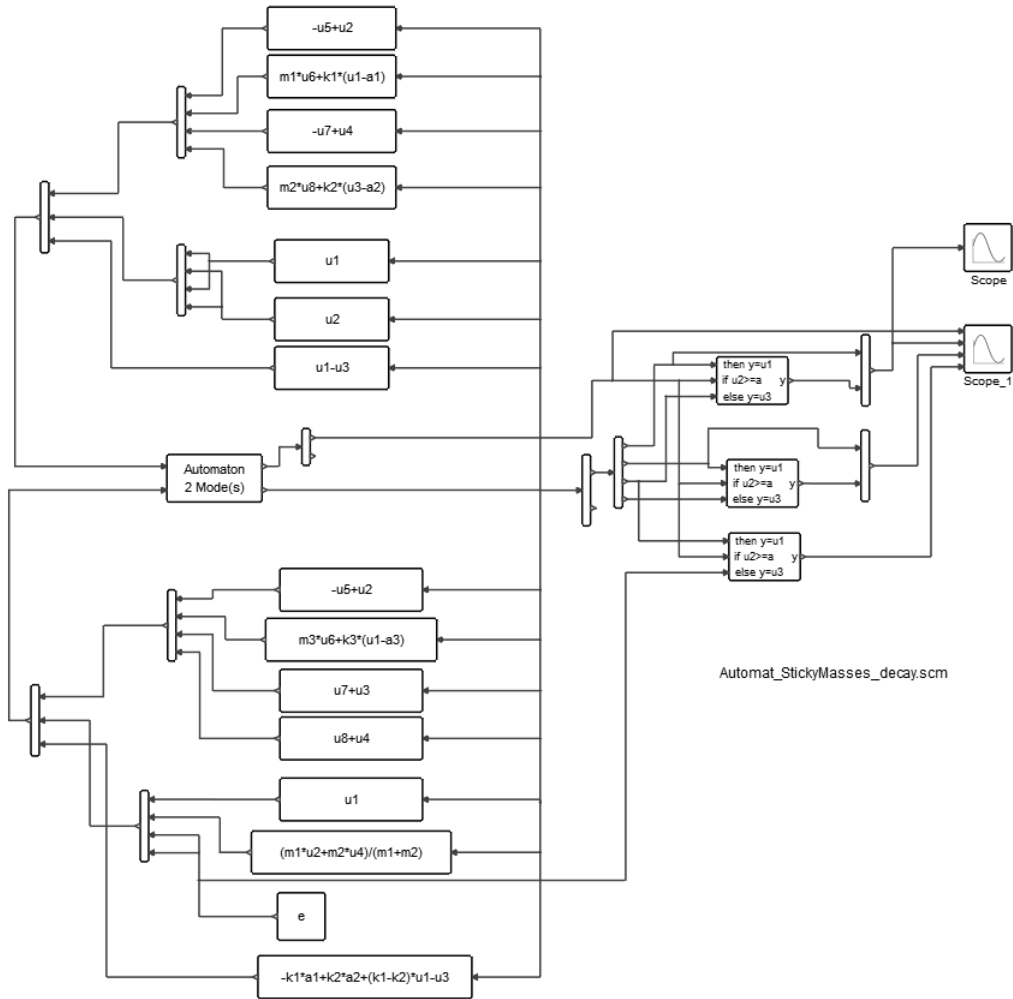 -u5+u2
m1*u6+k1*(u1-a1)
-u7+u4
m2*u8+k2*(u3-a2)
u1
u2
u1-u3
Scope
Scope_1
then y=u1
if u2>=a y
else y=u3
Automaton
2 Mode(s)
then y=u1
if u2>=a y
else y=u3
then y=u1
if u2>=a y
else y=u3
-u5+u2
m3*u6+k3*(u1-a3)
u7+u3
u8+u4
Automat_StickyMasses_decay.scm
u1
(m1*u2+m2*u4)/(m1+m2)
e
-k1*a1+k2*a2+(k1-k2)*u1-u3